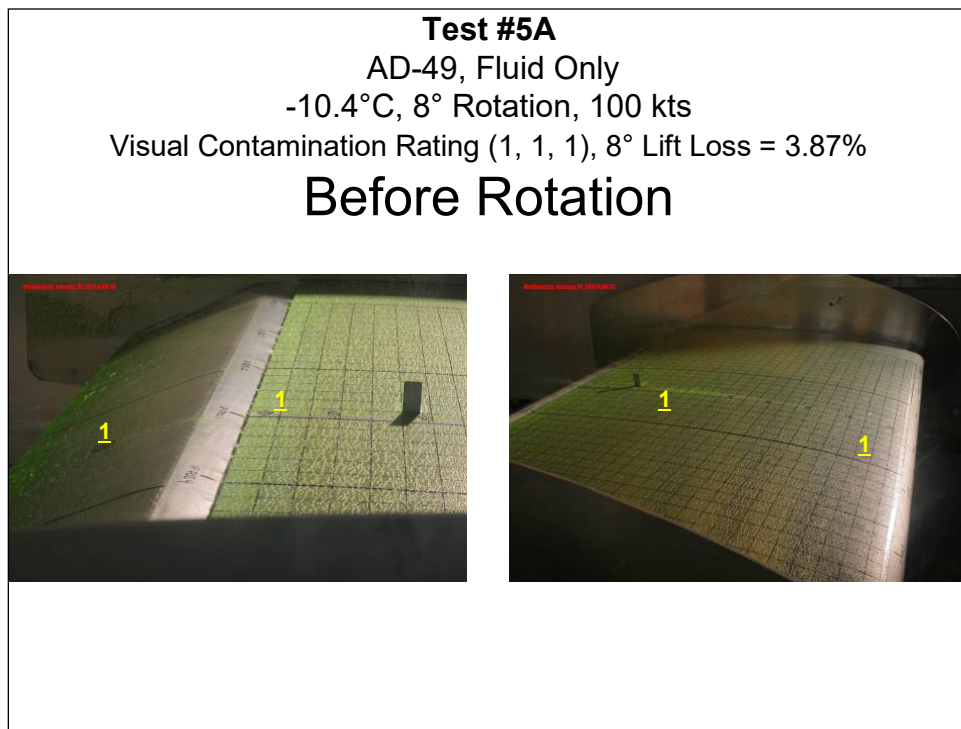 Test #5A
AD-49, Fluid Only
-10.4°C, 8° Rotation, 100 kts
Visual Contamination Rating (1, 1, 1), 8° Lift Loss = 3.87%
Before Rotation
1
1
1
1